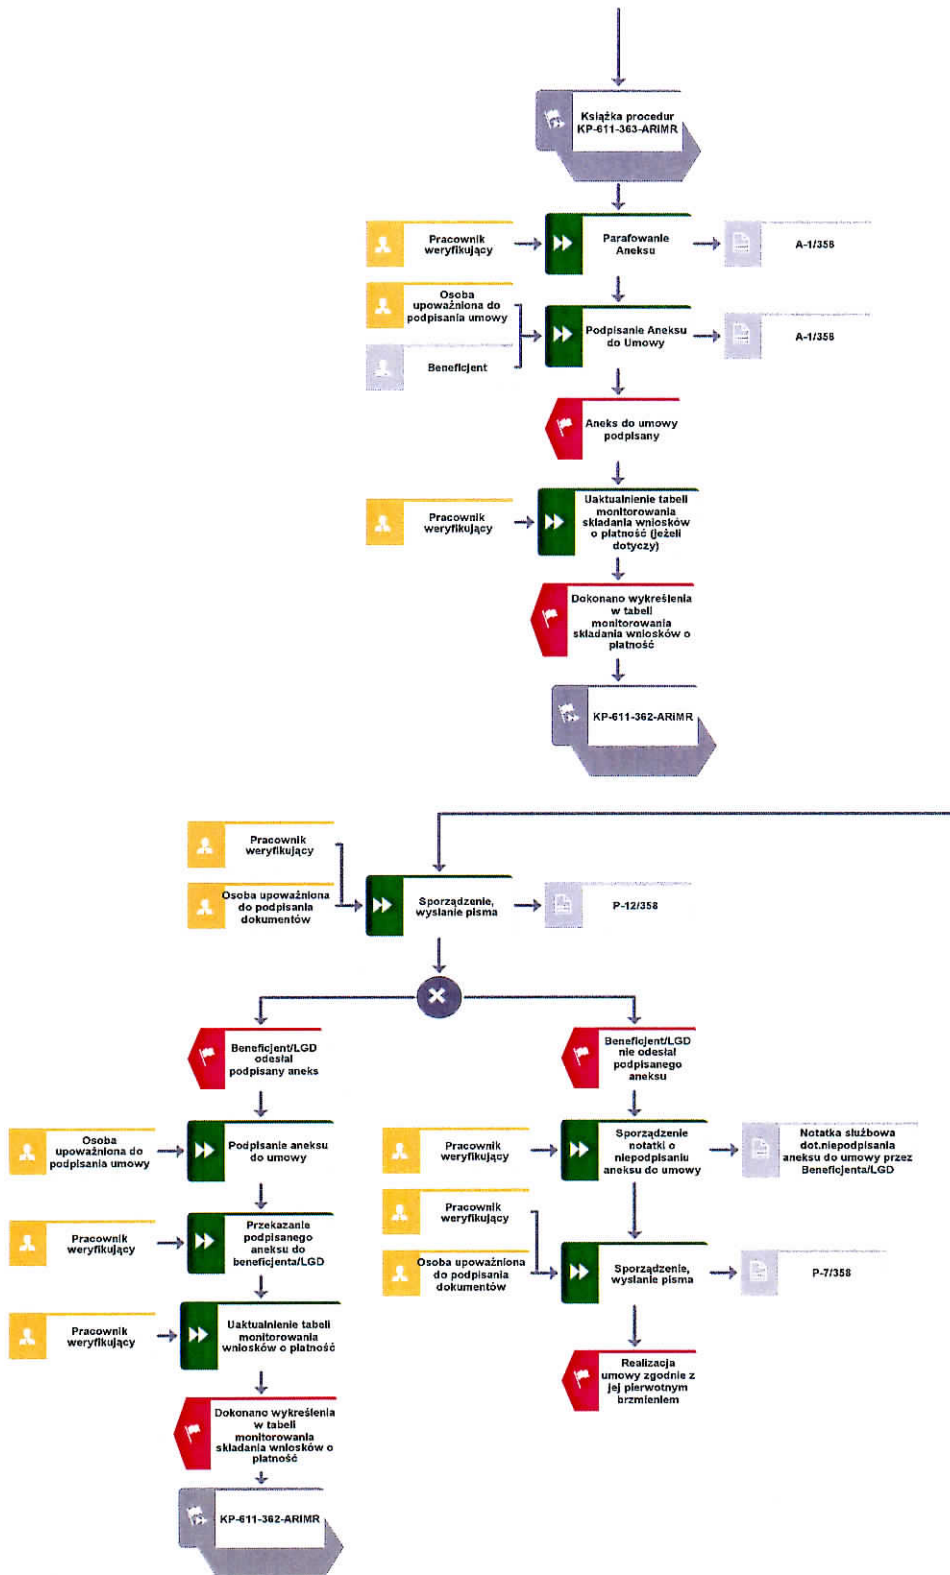 Książka procedur
KP-611-363-ARiMR
Pracownik
weryfikujący
Parafowanie
Aneksu
A-1/358
Osoba
upoważniona do
podpisania umowy
Beneficjent
Podpisanie Aneksu
do Umowy
A-1/358
Aneks do umowy
podpisany
Pracownik
weryfikujący
Uaktualnienie tabeli
monitorowania
składania wniosków
o płatność (jeżeli
dotyczy)
Dokonano wykreślenia
w tabeli
monitorowania
składania wniosków o
płatność
KP-611-362-ARiMR
Pracownik
weryfikujący
Osoba upoważniona
do podpisania
dokumentów
Sporządzenie,
wysłanie pisma
P-12/358
Beneficjent/LGD
odesłał
podpisany aneks
Beneficjent/LGD
nie odesłał
podpisanego
aneksu
Osoba
upoważniona do
podpisania umowy
Podpisanie aneksu
do umowy
Pracownik
weryfikujący
Sporządzenie
notatki o
niepodpisaniu
aneksu do umowy
Notatka służbowa
dot.niepodpisania
aneksu do umowy przez
Beneficjenta/LGD
Pracownik
weryfikujący
Przekazanie
podpisanego
aneksu do
beneficjenta/LGD
Pracownik
weryfikujący
Osoba upoważniona
do podpisania
dokumentów
Sporządzenie,
wysłanie pisma
P-7/358
Pracownik
weryfikujący
Uaktualnienie tabeli
monitorowania
wniosków o płatność
Realizacja
umowy zgodnie z
jej pierwotnym
brzmieniem
Dokonano wykreślenia
w tabeli
monitorowania
składania wniosków o
płatność
KP-611-362-ARiMR